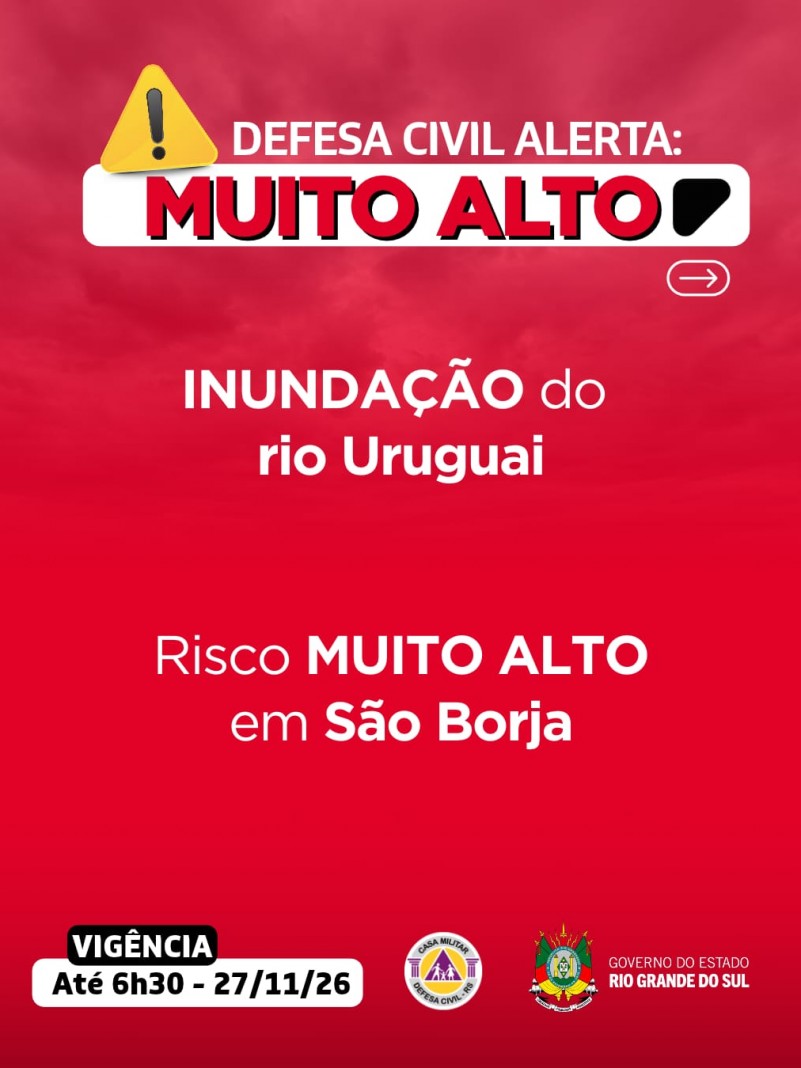 DEFESA CIVIL ALERTA:
MUITO ALTO
INUNDAÇÃO do
rio Uruguai
Risco MUITO ALTO
em São Borja
VIGÊNCIA
Até 6h30 - 27/11/26
CASA MILITAR
DEFESA CIVIL - RS
GOVERNO DO ESTADO
RIO GRANDE DO SUL